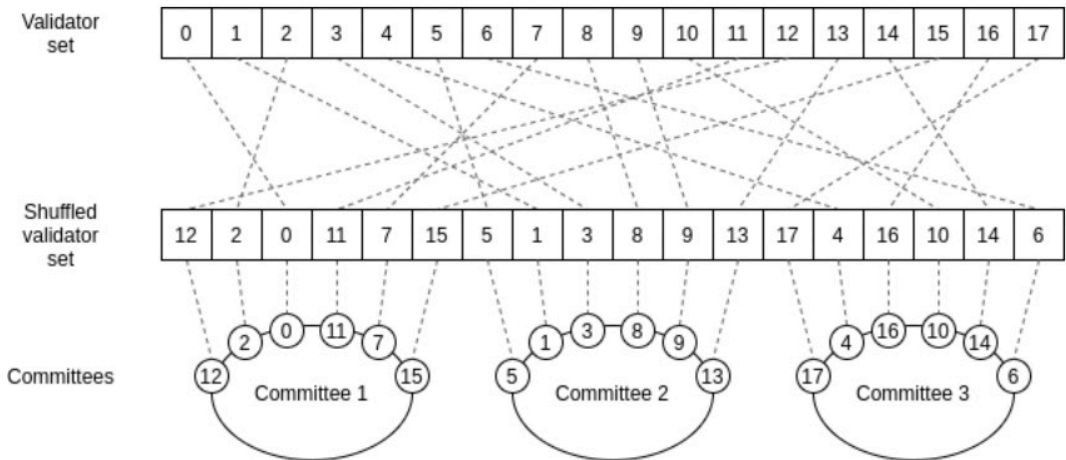 Validator
set
0 1 2 3 4 5 6 7 8 9 10 11 12 13 14 15 16 17
Shuffled
validator
set
12 2 0 11 7 15 5 1 3 8 9 13 17 4 16 10 14 6
Committees
12 2 0 11 7 15
Committee 1
5 1 3 8 9 13
Committee 2
17 4 16 10 14 6
Committee 3